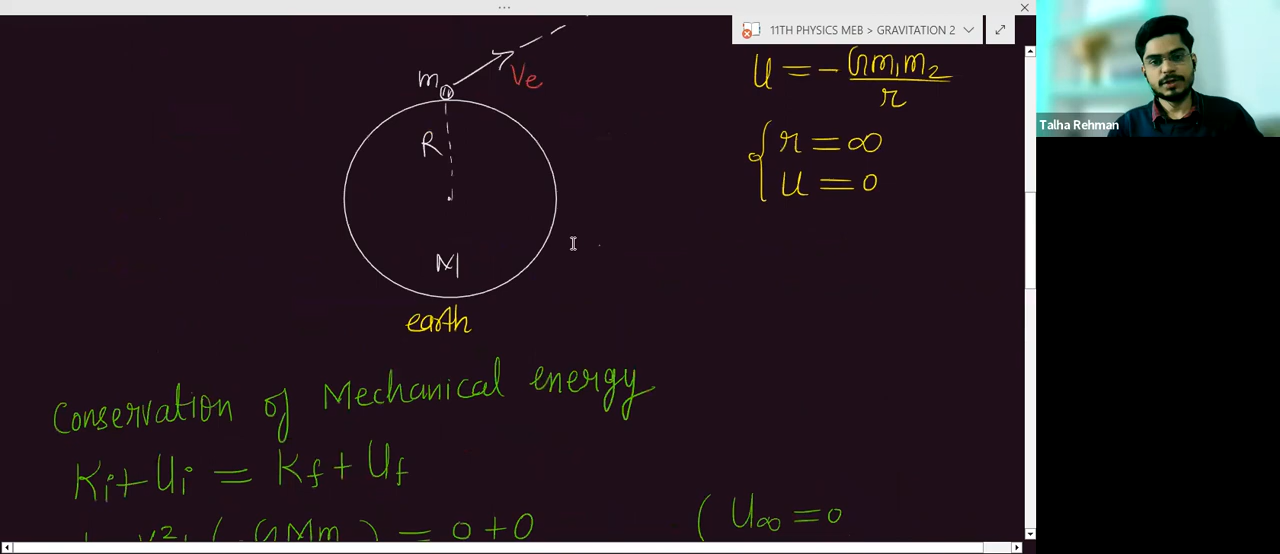 11TH PHYSICS MEB > GRAVITATION 2
Talha Rehman
m
Ve
R
M
earth
U = - Gm₁m₂ / r
r = ∞
U = 0
Conservation of Mechanical energy
Ki + Ui = Kf + Uf
GMm ) = 0 + 0
( U∞ = 0